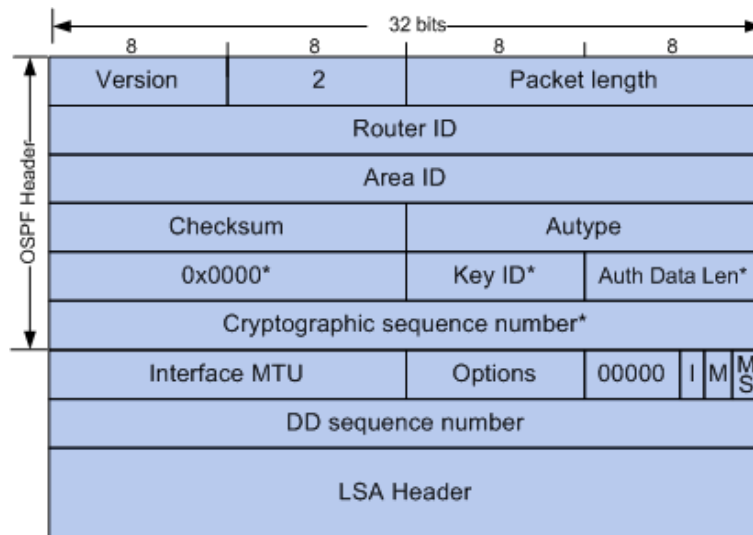 32 bits
8 8 8 8
Version 2 Packet length
Router ID
Area ID
Checksum Autype
0x0000* Key ID* Auth Data Len*
Cryptographic sequence number*
OSPF Header
Interface MTU Options 00000 I M MS
DD sequence number
LSA Header